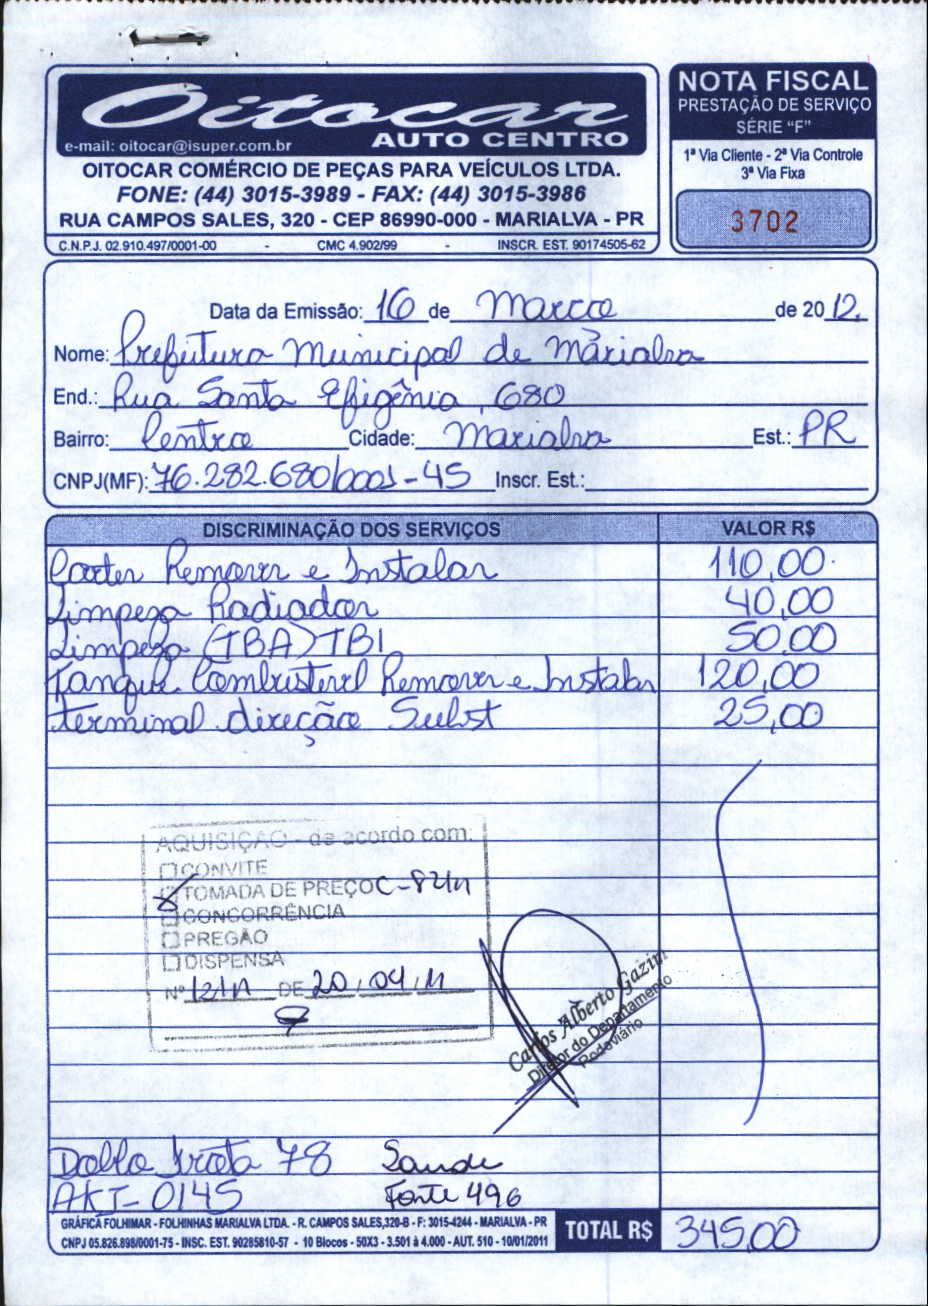 Oitocar
AUTO CENTRO
e-mail: oitocar@isuper.com.br
OITOCAR COMÉRCIO DE PEÇAS PARA VEÍCULOS LTDA.
FONE: (44) 3015-3989 - FAX: (44) 3015-3986
RUA CAMPOS SALES, 320 - CEP 86990-000 - MARIALVA - PR
C.N.P.J. 02.910.497/0001-00 - CMC 4.902/99 - INSCR. EST. 90174505-62
NOTA FISCAL
PRESTAÇÃO DE SERVIÇO
SÉRIE "F"
1ª Via Cliente - 2ª Via Controle
3ª Via Fixa
3702
Data da Emissão: 16 de Março de 2012.
Nome: Prefeitura Municipal de Marialva
End.: Rua Santa Efigênia, 680
Bairro: Centro Cidade: Marialva Est.: PR
CNPJ(MF): 76.282.680/0001-45 Inscr. Est.:
DISCRIMINAÇÃO DOS SERVIÇOS VALOR R$
Carter Remover e Instalar 110,00
Limpeza Radiador 40,00
Limpeza (TBA) TBI 50,00
Tanque Combustivel Remover e Instalar 120,00
Terminal direção Subst 25,00
AQUISIÇÃO - de acordo com:
CONVITE
TOMADA DE PREÇO C-82/11
CONCORRÊNCIA
PREGÃO
DISPENSA
Nº 12/11 DE 20/04/11
Carlos Alberto Gazim
Diretor do Departamento
Rodoviário
Doblo frota 78 Saude
AKI-0145 Fonte 496
GRÁFICA FOLHIMAR - FOLHINHAS MARIALVA LTDA. - R. CAMPOS SALES, 320-B - F: 3015-4244 - MARIALVA - PR
CNPJ 05.826.898/0001-75 - INSC. EST. 90285810-57 - 10 Blocos - 50X3 - 3.501 à 4.000 - AUT. 510 - 10/01/2011
TOTAL R$ 345,00